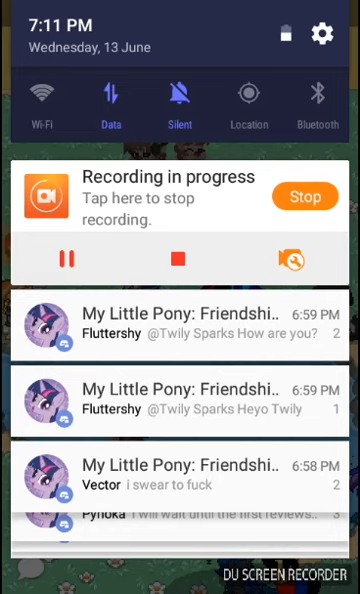 7:11 PM
Wednesday, 13 June
Wi-Fi Data Silent Location Bluetooth
Recording in progress
Tap here to stop
recording.
Stop
My Little Pony: Friendshi.. 6:59 PM
Fluttershy @Twily Sparks How are you? 2
My Little Pony: Friendshi.. 6:59 PM
Fluttershy @Twily Sparks Heyo Twily 1
My Little Pony: Friendshi.. 6:58 PM
Vector i swear to fuck 2
I will wait until the first reviews.. 3
DU SCREEN RECORDER